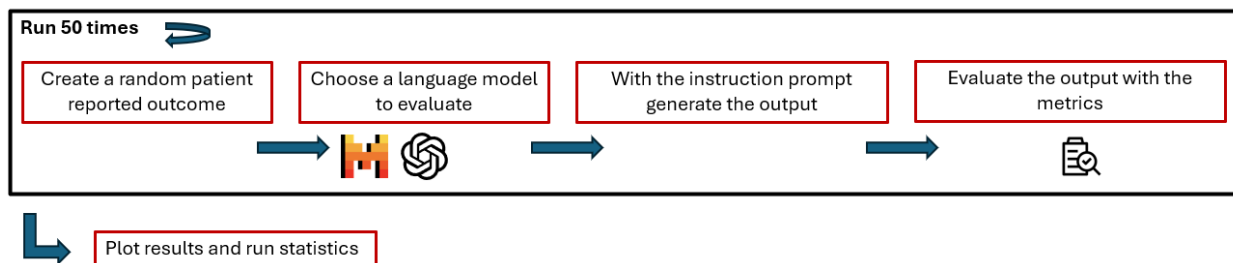 Run 50 times
Create a random patient
reported outcome
Choose a language model
to evaluate
With the instruction prompt
generate the output
Evaluate the output with the
metrics
Plot results and run statistics